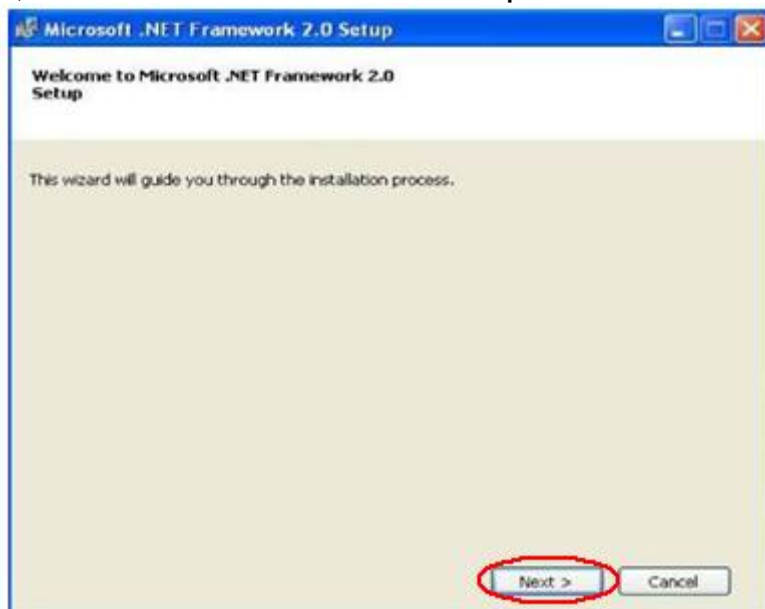 Microsoft .NET Framework 2.0 Setup
Welcome to Microsoft .NET Framework 2.0
Setup
This wizard will guide you through the installation process.
Next > Cancel